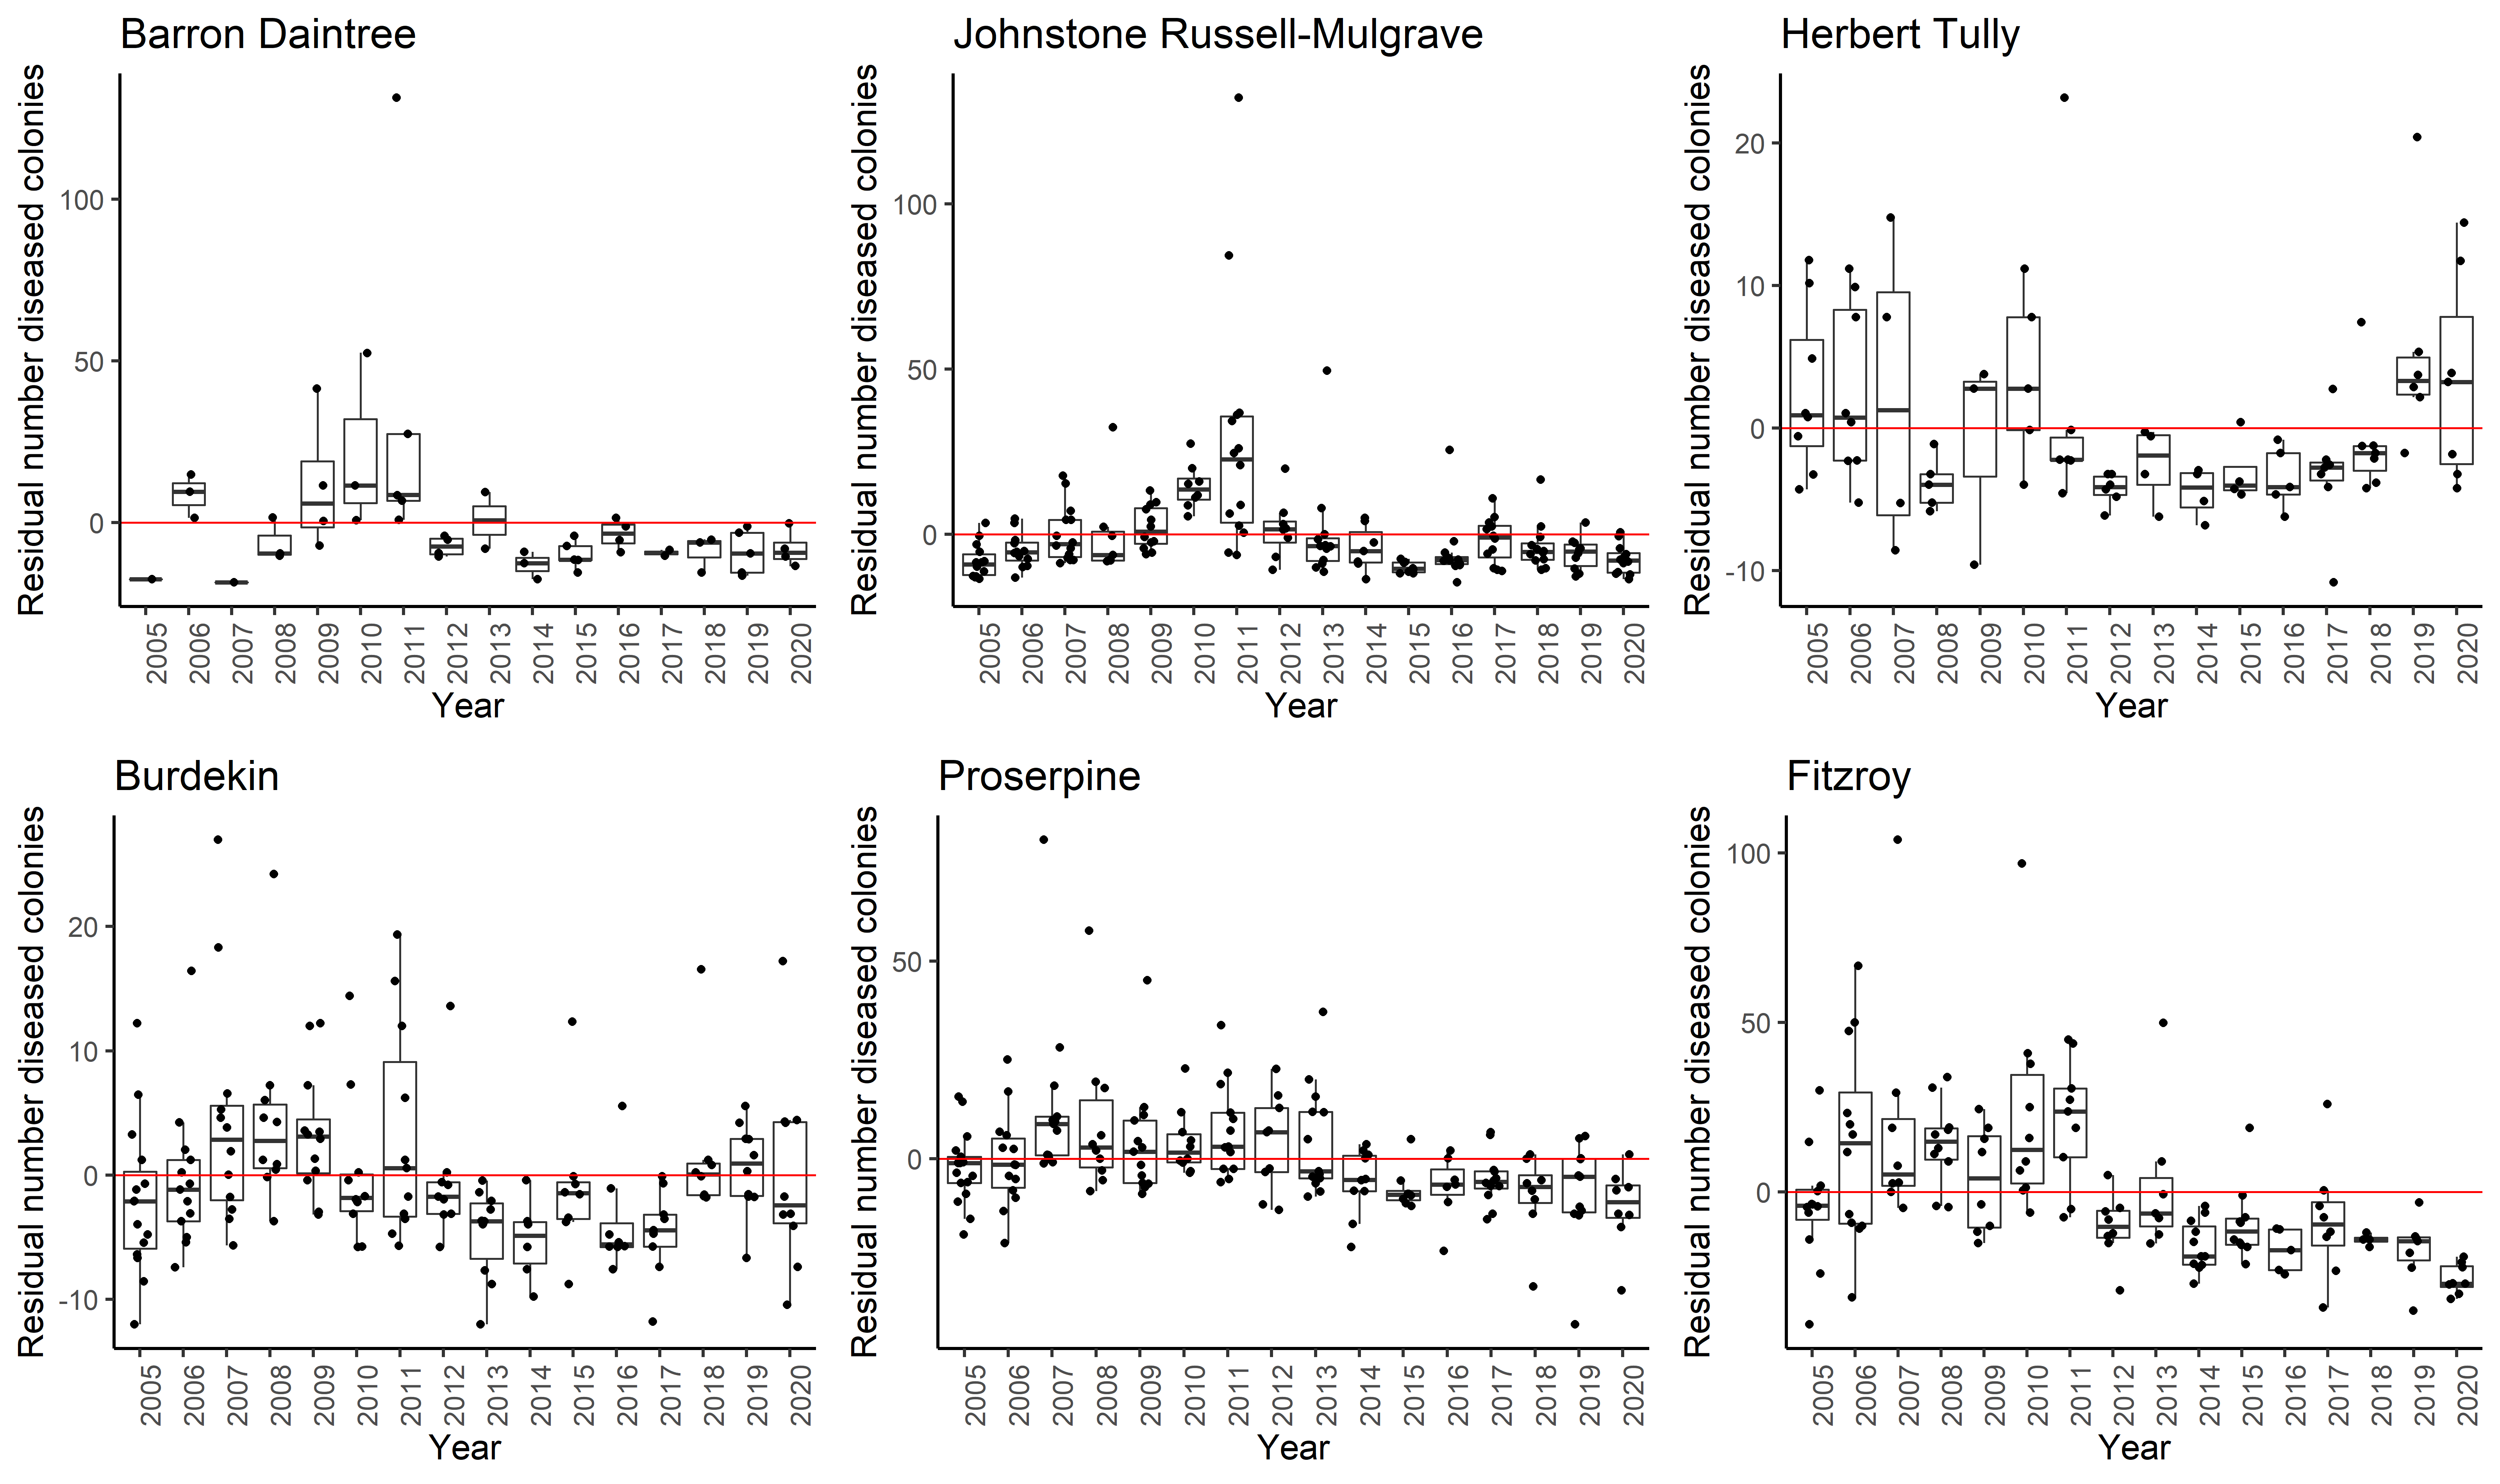 Barron Daintree
Residual number diseased colonies
100
50
0
2005 2006 2007 2008 2009 2010 2011 2012 2013 2014 2015 2016 2017 2018 2019 2020
Year
Johnstone Russell-Mulgrave
Residual number diseased colonies
100
50
0
2005 2006 2007 2008 2009 2010 2011 2012 2013 2014 2015 2016 2017 2018 2019 2020
Year
Herbert Tully
Residual number diseased colonies
20
10
0
-10
2005 2006 2007 2008 2009 2010 2011 2012 2013 2014 2015 2016 2017 2018 2019 2020
Year
Burdekin
Residual number diseased colonies
20
10
0
-10
2005 2006 2007 2008 2009 2010 2011 2012 2013 2014 2015 2016 2017 2018 2019 2020
Year
Proserpine
Residual number diseased colonies
50
0
2005 2006 2007 2008 2009 2010 2011 2012 2013 2014 2015 2016 2017 2018 2019 2020
Year
Fitzroy
Residual number diseased colonies
100
50
0
2005 2006 2007 2008 2009 2010 2011 2012 2013 2014 2015 2016 2017 2018 2019 2020
Year